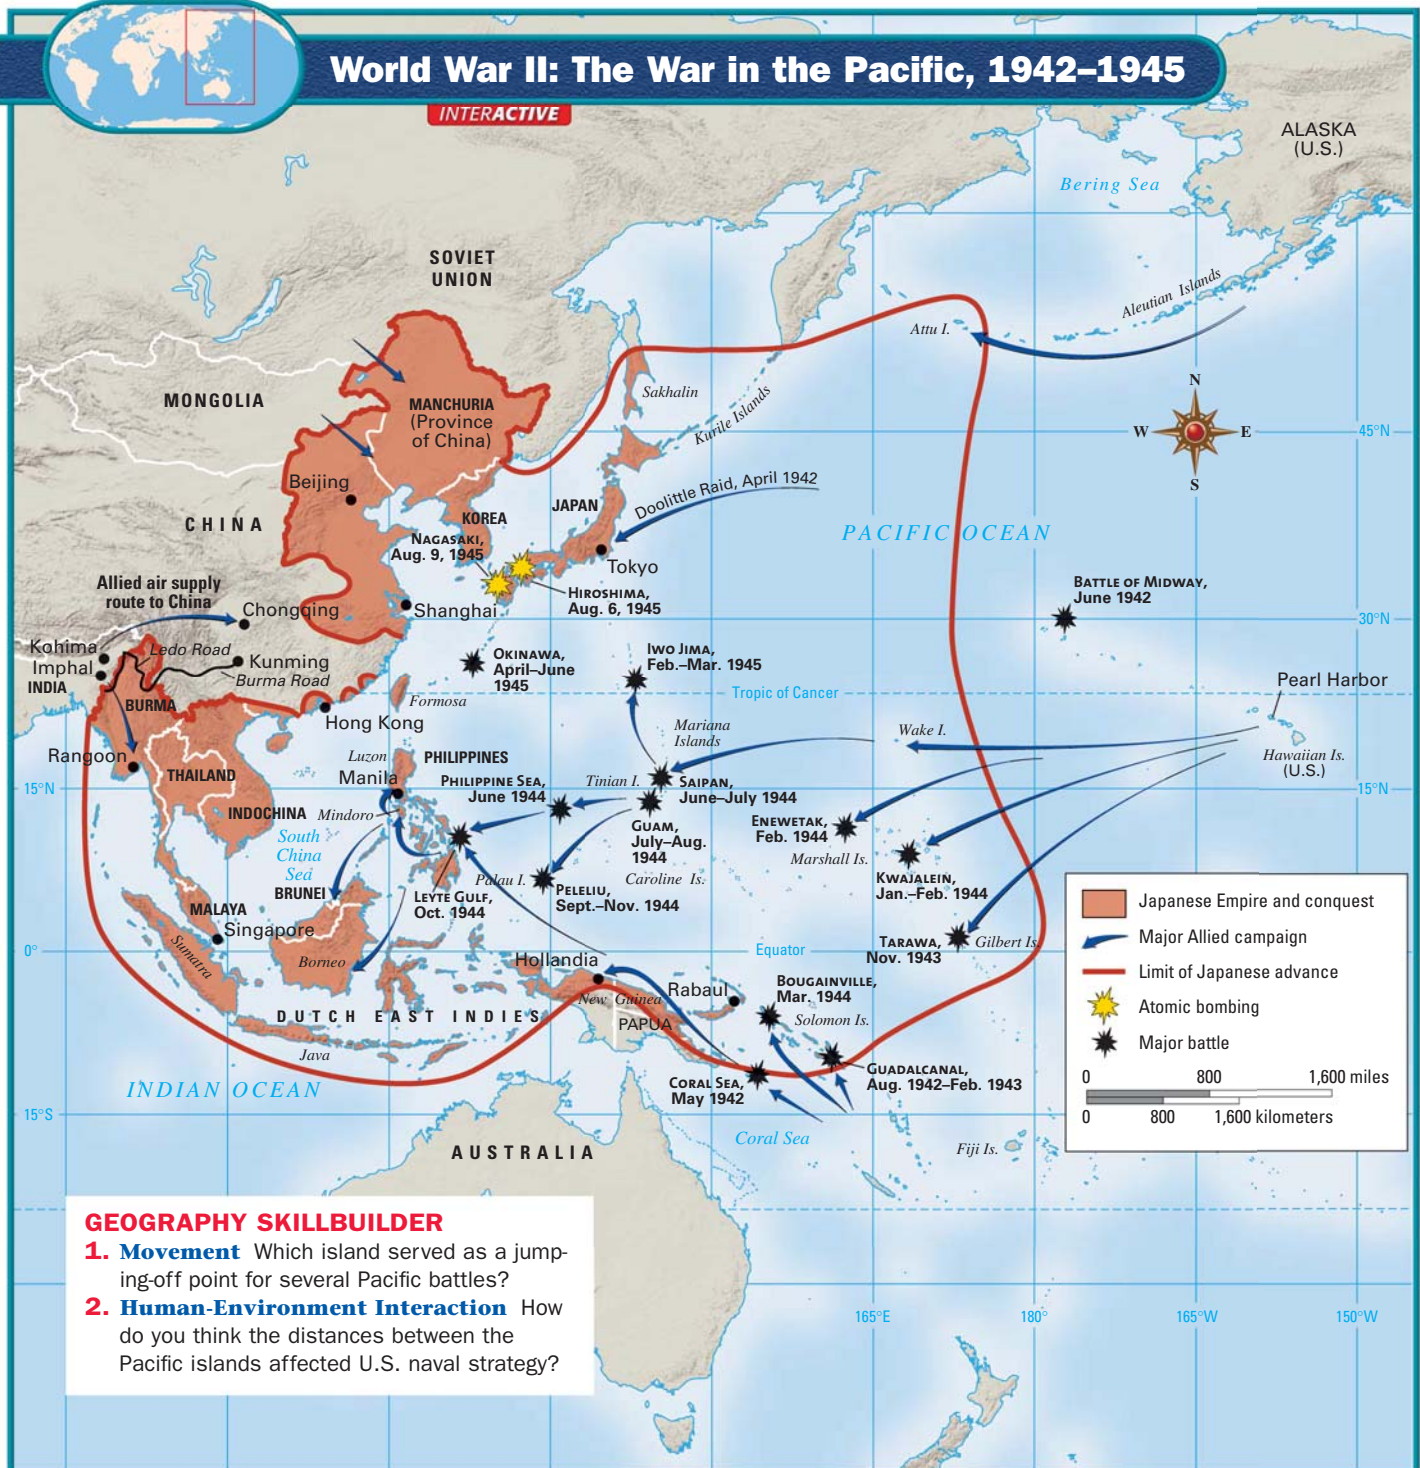 World War II: The War in the Pacific, 1942–1945
INTERACTIVE
ALASKA
(U.S.)
Bering Sea
SOVIET
UNION
Aleutian Islands
Attu I.
MONGOLIA
MANCHURIA
(Province
of China)
Sakhalin
Kurile Islands
N
W
E
S
45°N
Beijing
Doolittle Raid, April 1942
CHINA
KOREA
JAPAN
PACIFIC OCEAN
NAGASAKI,
Aug. 9, 1945
Tokyo
HIROSHIMA,
Aug. 6, 1945
BATTLE OF MIDWAY,
June 1942
Allied air supply
route to China
Chongqing
Shanghai
30°N
Kohima
Imphal
INDIA
Ledo Road
Kunming
Burma Road
OKINAWA,
April–June
1945
IWO JIMA,
Feb.–Mar. 1945
Tropic of Cancer
Pearl Harbor
BURMA
Formosa
Hong Kong
Mariana
Islands
Wake I.
Hawaiian Is.
(U.S.)
Rangoon
THAILAND
Luzon
Manila
PHILIPPINES
PHILIPPINE SEA,
June 1944
Tinian I.
SAIPAN,
June–July 1944
15°N
15°N
INDOCHINA
Mindoro
GUAM,
July–Aug.
1944
ENEWETAK,
Feb. 1944
Marshall Is.
South
China
Sea
BRUNEI
Palau I.
PELELIU,
Sept.–Nov. 1944
Caroline Is.
KWAJALEIN,
Jan.–Feb. 1944
LEYTE GULF,
Oct. 1944
MALAYA
Singapore
Sumatra
Borneo
0°
Equator
TARAWA,
Nov. 1943
Gilbert Is.
Hollandia
New Guinea
Rabaul
BOUGAINVILLE,
Mar. 1944
Solomon Is.
PAPUA
DUTCH EAST INDIES
Java
INDIAN OCEAN
CORAL SEA,
May 1942
GUADALCANAL,
Aug. 1942–Feb. 1943
15°S
Coral Sea
AUSTRALIA
Fiji Is.
Japanese Empire and conquest
Major Allied campaign
Limit of Japanese advance
Atomic bombing
Major battle
0 800 1,600 miles
0 800 1,600 kilometers
GEOGRAPHY SKILLBUILDER
1. Movement Which island served as a jump-
ing-off point for several Pacific battles?
2. Human-Environment Interaction How
do you think the distances between the
Pacific islands affected U.S. naval strategy?
165°E
180°
165°W
150°W